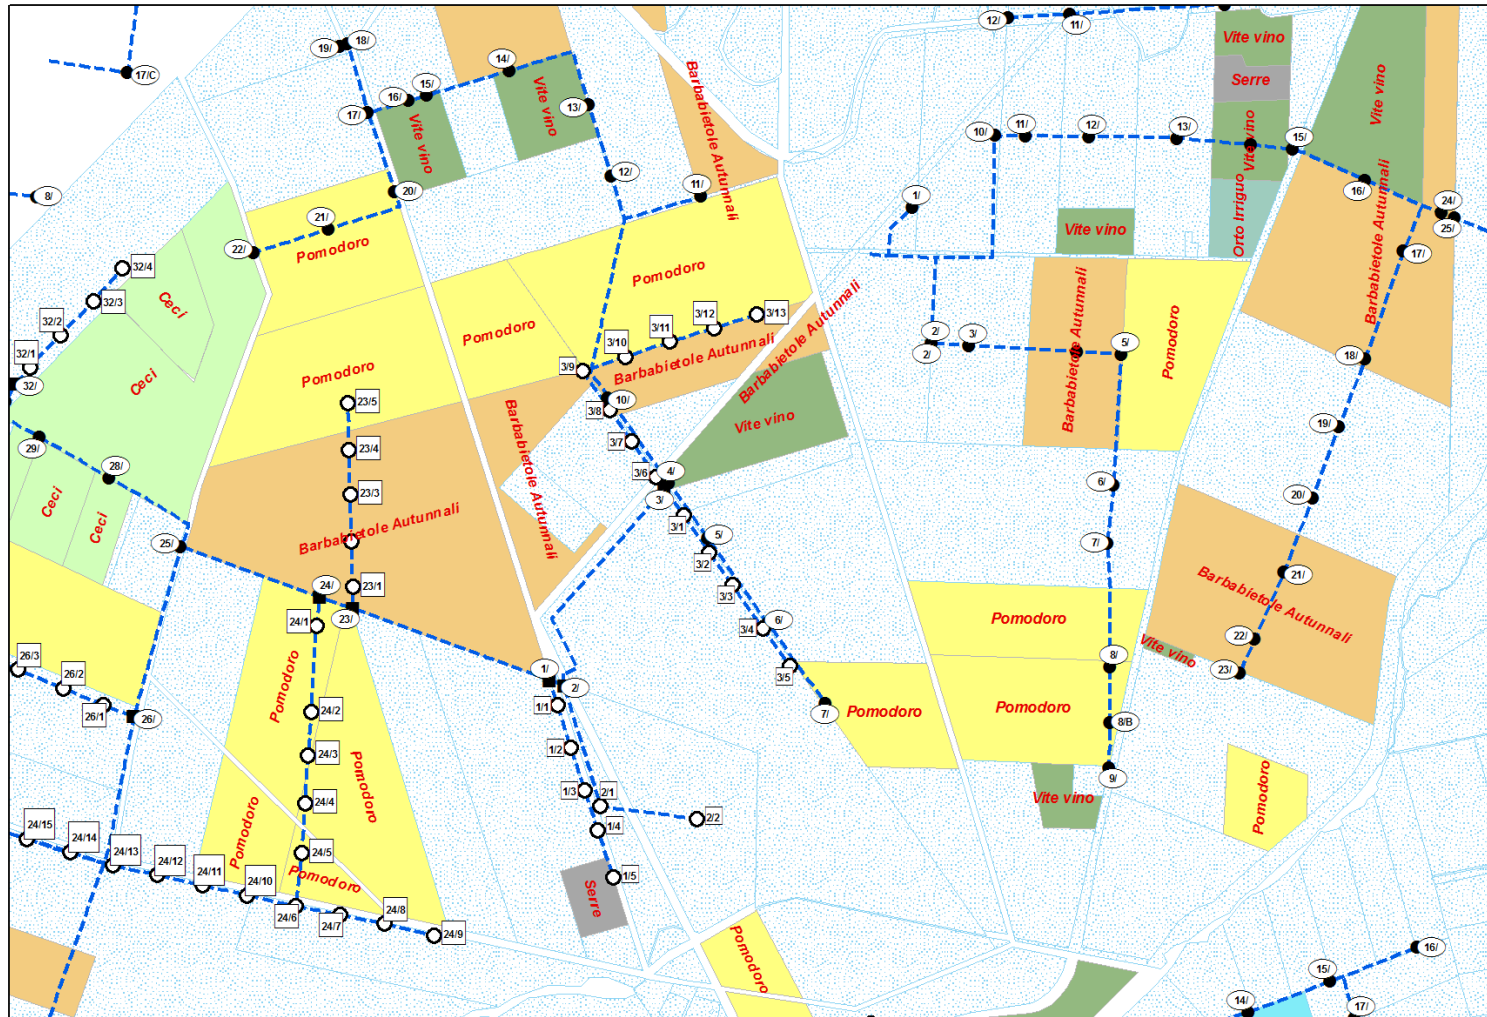 12/
11/
17/C
19/
18/
14/
15/
16/
17/
13/
Vite vino
Vite vino
Barbabietole Autunnali
Vite vino
Serre
Vite vino
Vite vino
10/
11/
12/
13/
15/
16/
8/
20/
12/
11/
1/
24/
25/
21/
22/
Pomodoro
Vite vino
Orto Irriguo
Barbabietole Autunnali
17/
32/4
32/3
32/2
32/1
32/
Ceci
Ceci
Pomodoro
Pomodoro
Pomodoro
3/13
3/12
3/11
3/10
3/9
Barbabietole Autunnali
Barbabietole Autunnali
2/
2/
3/
Barbabietole Autunnali
5/
Pomodoro
18/
23/5
23/4
23/3
23/1
23/
10/
3/8
3/7
3/6
4/
3/
Vite vino
Barbabietole Autunnali
Barbabietole Autunnali
19/
29/
28/
Ceci
Ceci
25/
24/
3/1
5/
3/2
3/3
3/4
6/
3/5
7/
6/
7/
20/
21/
Barbabietole Autunnali
22/
23/
Vite vino
24/1
24/2
24/3
24/4
24/5
Pomodoro
Pomodoro
Pomodoro
Pomodoro
26/3
26/2
26/1
26/
1/
2/
1/1
1/2
1/3
2/1
1/4
2/2
1/5
Serre
Pomodoro
Pomodoro
Pomodoro
8/
8/B
9/
Vite vino
Pomodoro
24/15
24/14
24/13
24/12
24/11
24/10
24/6
24/7
24/8
24/9
Pomodoro
14/
15/
16/
17/